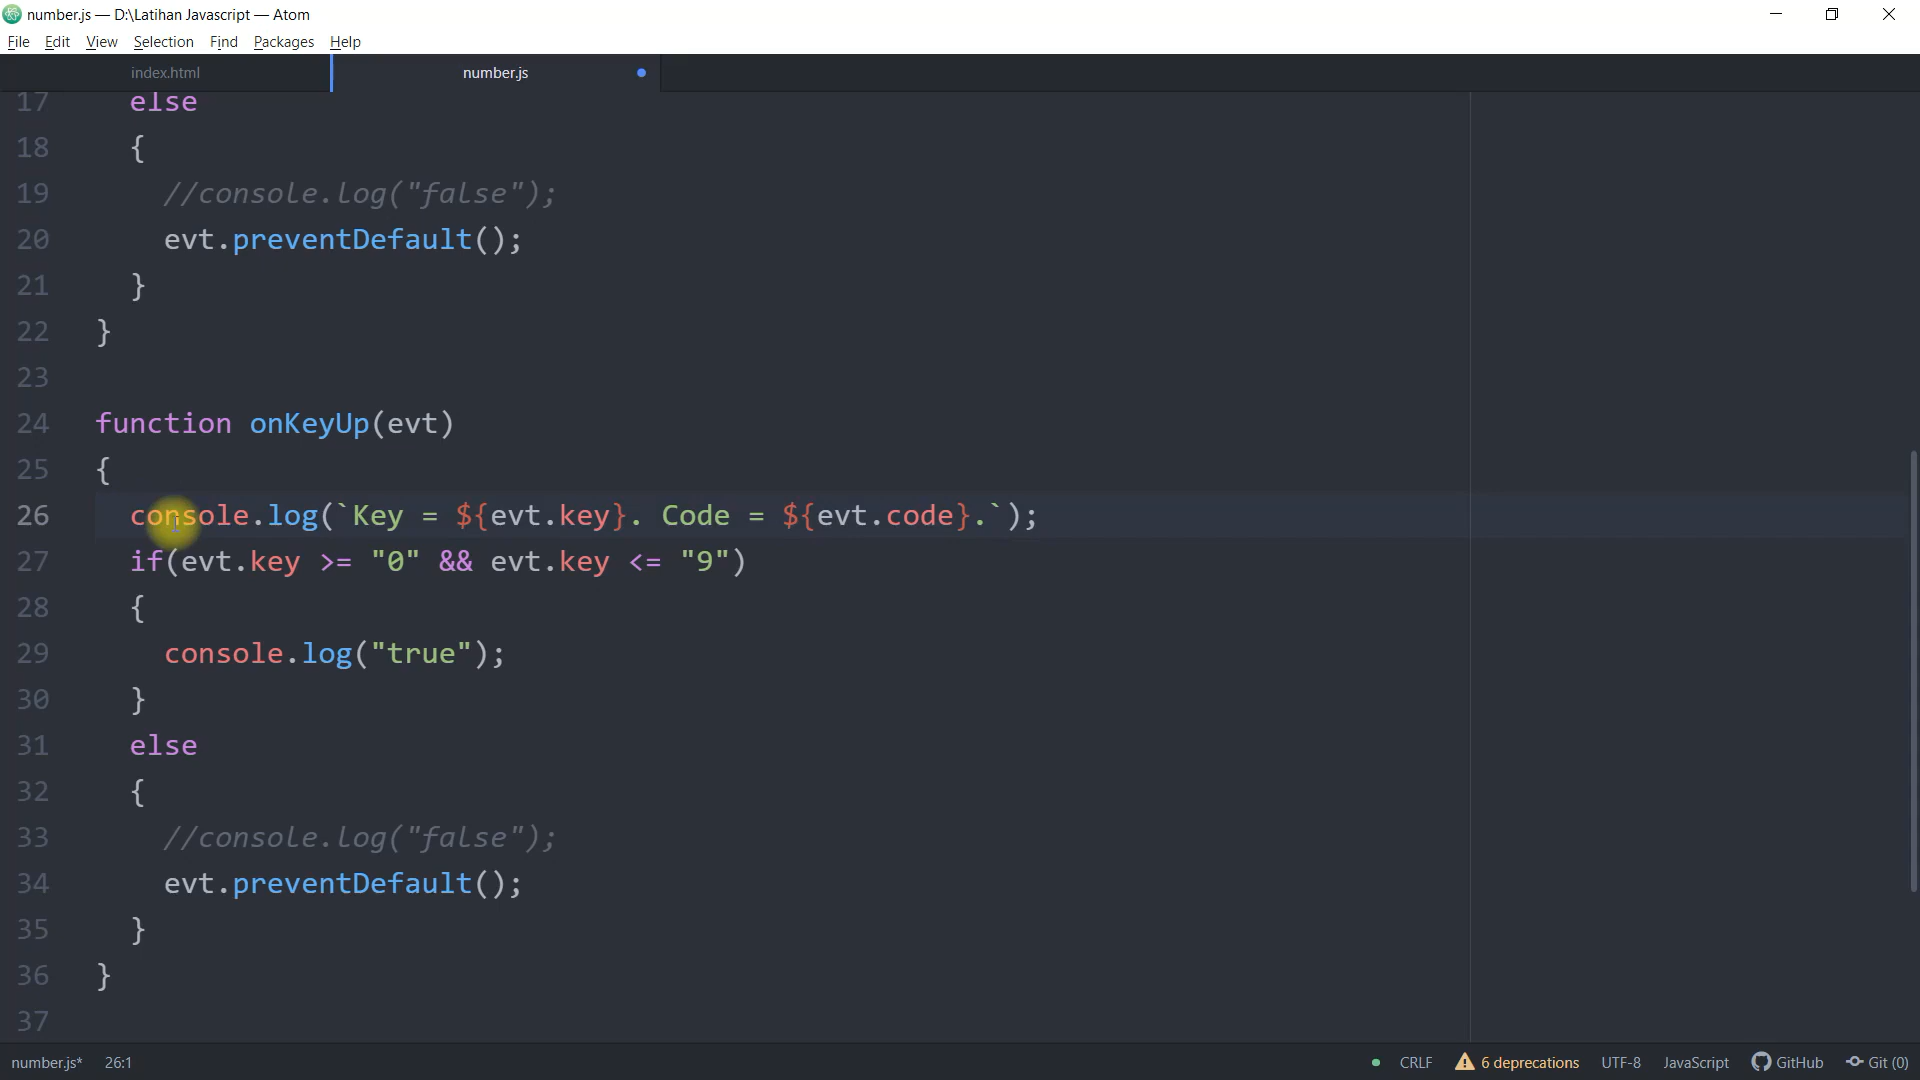 number.js — D:\Latihan Javascript — Atom
File Edit View Selection Find Packages Help
index.html number.js
17 else
18 {
19 //console.log("false");
20 evt.preventDefault();
21 }
22 }
23
24 function onKeyUp(evt)
25 {
26 console.log(`Key = ${evt.key}. Code = ${evt.code}.`);
27 if(evt.key >= "0" && evt.key <= "9")
28 {
29 console.log("true");
30 }
31 else
32 {
33 //console.log("false");
34 evt.preventDefault();
35 }
36 }
37
number.js* 26:1 CRLF 6 deprecations UTF-8 JavaScript GitHub Git (0)